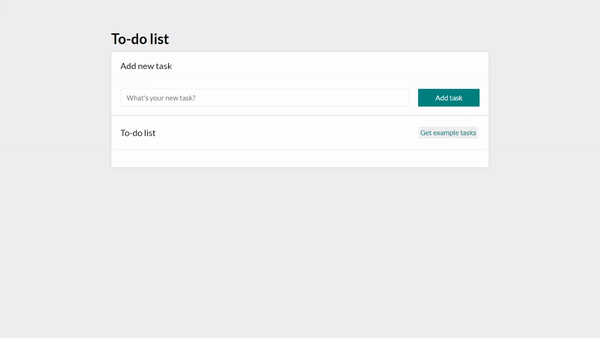 To-do list
Add new task
What's your new task?
Add task
To-do list
Get example tasks